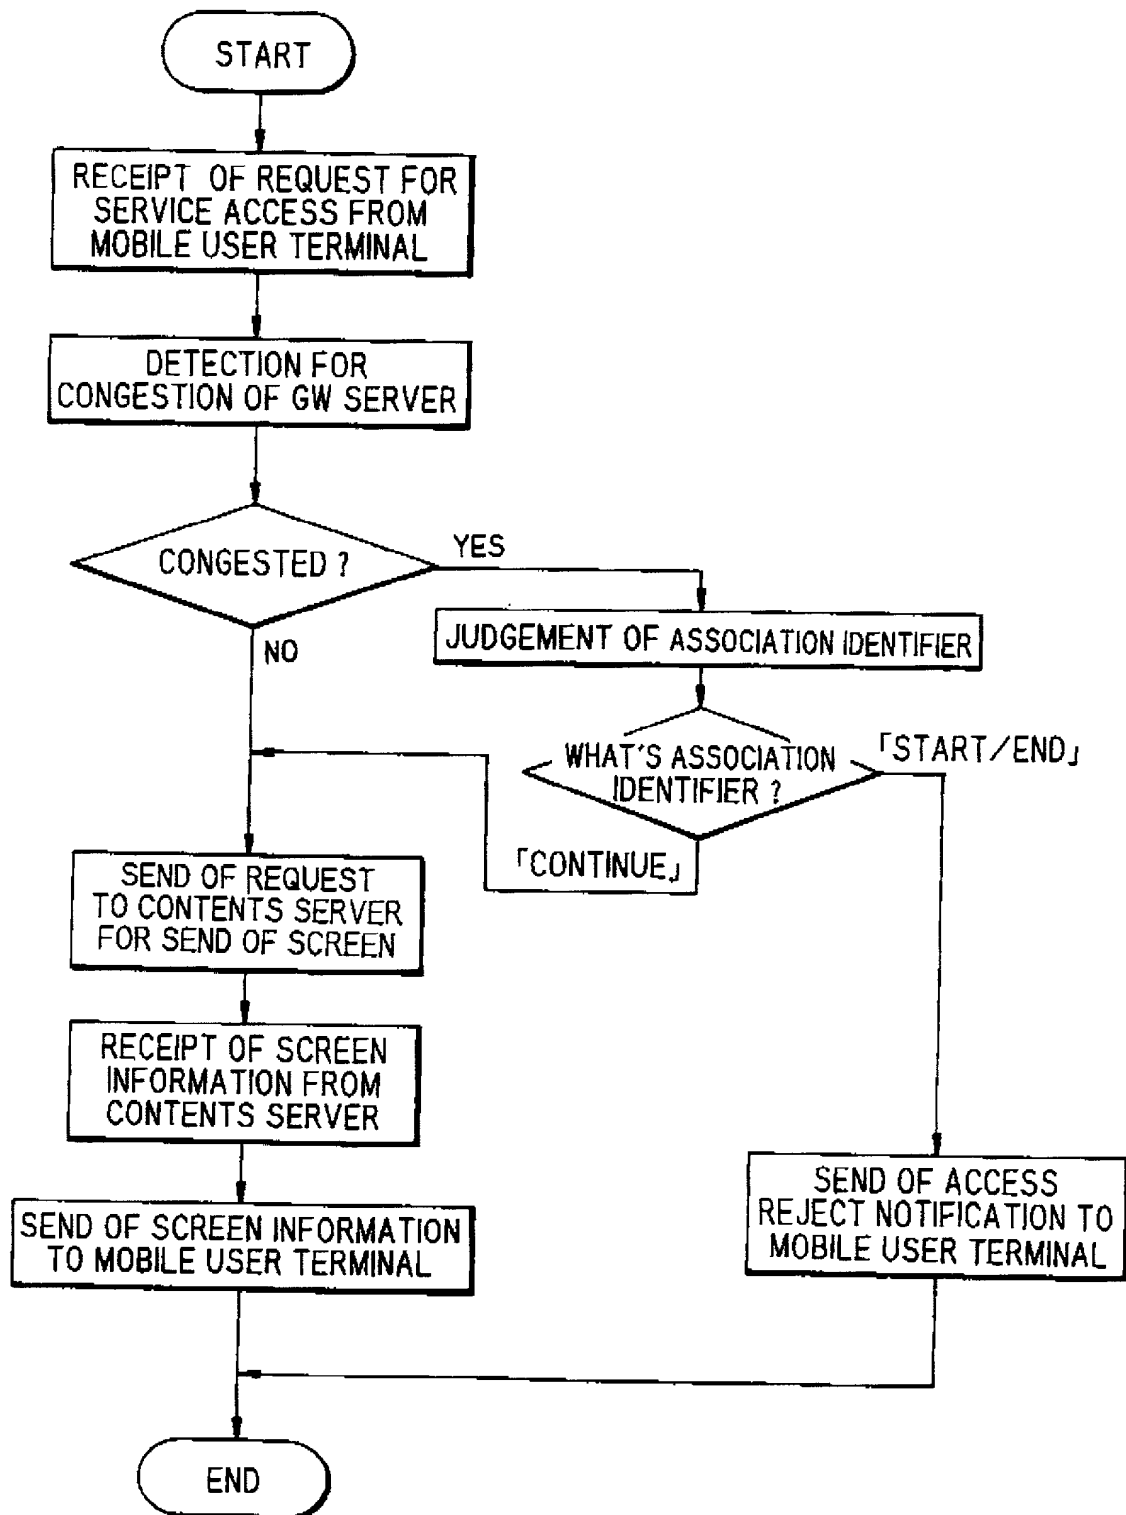 START
RECEIPT OF REQUEST FOR
SERVICE ACCESS FROM
MOBILE USER TERMINAL
DETECTION FOR
CONGESTION OF GW SERVER
CONGESTED ?
YES
NO
JUDGEMENT OF ASSOCIATION IDENTIFIER
WHAT'S ASSOCIATION
IDENTIFIER ?
「START/END」
「CONTINUE」
SEND OF REQUEST
TO CONTENTS SERVER
FOR SEND OF SCREEN
RECEIPT OF SCREEN
INFORMATION FROM
CONTENTS SERVER
SEND OF SCREEN INFORMATION
TO MOBILE USER TERMINAL
SEND OF ACCESS
REJECT NOTIFICATION TO
MOBILE USER TERMINAL
END